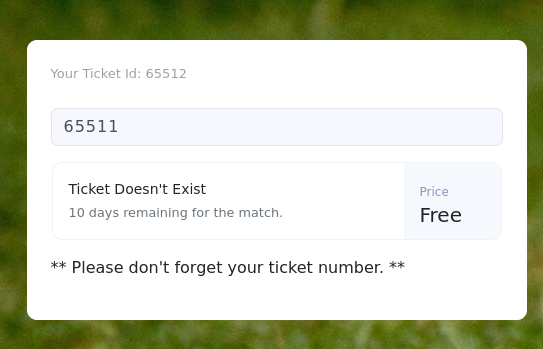 Your Ticket Id: 65512
65511
Ticket Doesn't Exist
10 days remaining for the match.
Price
Free
** Please don't forget your ticket number. **